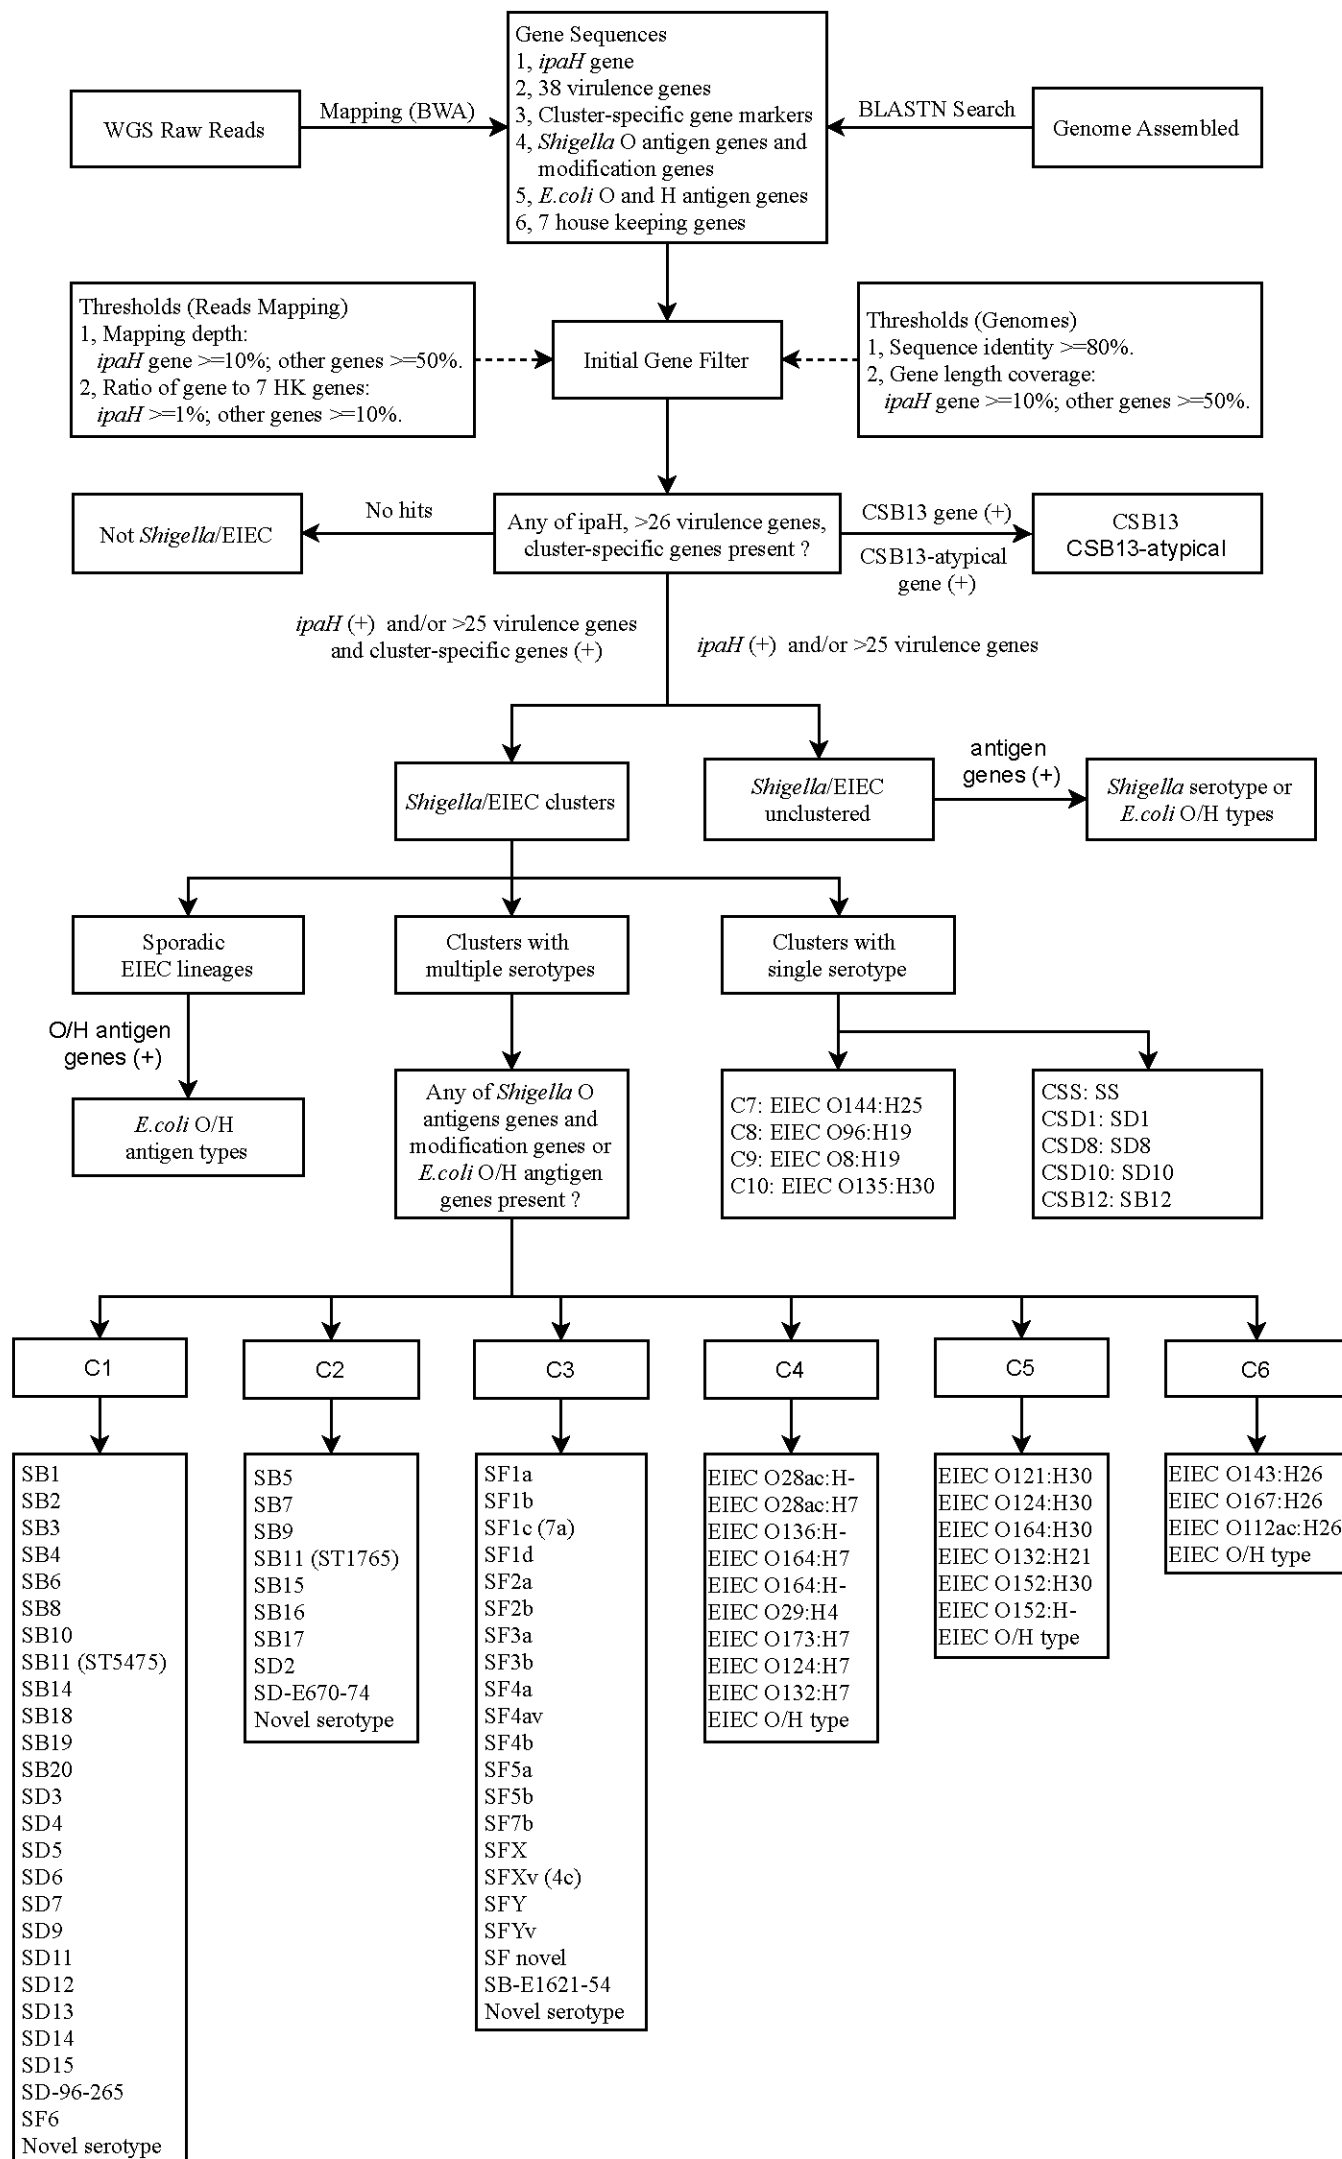 Gene Sequences
1, ipaH gene
2, 38 virulence genes
3, Cluster-specific gene markers
4, Shigella O antigen genes and
modification genes
5, E.coli O and H antigen genes
6, 7 house keeping genes
WGS Raw Reads
Mapping (BWA)
BLASTN Search
Genome Assembled
Thresholds (Reads Mapping)
1, Mapping depth:
ipaH gene >=10%; other genes >=50%.
2, Ratio of gene to 7 HK genes:
ipaH >=1%; other genes >=10%.
Initial Gene Filter
Thresholds (Genomes)
1, Sequence identity >=80%.
2, Gene length coverage:
ipaH gene >=10%; other genes >=50%.
Not Shigella/EIEC
No hits
Any of ipaH, >26 virulence genes,
cluster-specific genes present ?
CSB13 gene (+)
CSB13-atypical
gene (+)
CSB13
CSB13-atypical
ipaH (+) and/or >25 virulence genes
and cluster-specific genes (+)
ipaH (+) and/or >25 virulence genes
Shigella/EIEC clusters
Shigella/EIEC
unclustered
antigen
genes (+)
Shigella serotype or
E.coli O/H types
Sporadic
EIEC lineages
Clusters with
multiple serotypes
Clusters with
single serotype
O/H antigen
genes (+)
E.coli O/H
antigen types
Any of Shigella O
antigens genes and
modification genes or
E.coli O/H angtigen
genes present ?
C7: EIEC O144:H25
C8: EIEC O96:H19
C9: EIEC O8:H19
C10: EIEC O135:H30
CSS: SS
CSD1: SD1
CSD8: SD8
CSD10: SD10
CSB12: SB12
C1
C2
C3
C4
C5
C6
SB1
SB2
SB3
SB4
SB6
SB8
SB10
SB11 (ST5475)
SB14
SB18
SB19
SB20
SD3
SD4
SD5
SD6
SD7
SD9
SD11
SD12
SD13
SD14
SD15
SD-96-265
SF6
Novel serotype
SB5
SB7
SB9
SB11 (ST1765)
SB15
SB16
SB17
SD2
SD-E670-74
Novel serotype
SF1a
SF1b
SF1c (7a)
SF1d
SF2a
SF2b
SF3a
SF3b
SF4a
SF4av
SF4b
SF5a
SF5b
SF7b
SFX
SFXv (4c)
SFY
SFYv
SF novel
SB-E1621-54
Novel serotype
EIEC O28ac:H-
EIEC O28ac:H7
EIEC O136:H-
EIEC O164:H7
EIEC O164:H-
EIEC O29:H4
EIEC O173:H7
EIEC O124:H7
EIEC O132:H7
EIEC O/H type
EIEC O121:H30
EIEC O124:H30
EIEC O164:H30
EIEC O132:H21
EIEC O152:H30
EIEC O152:H-
EIEC O/H type
EIEC O143:H26
EIEC O167:H26
EIEC O112ac:H26
EIEC O/H type